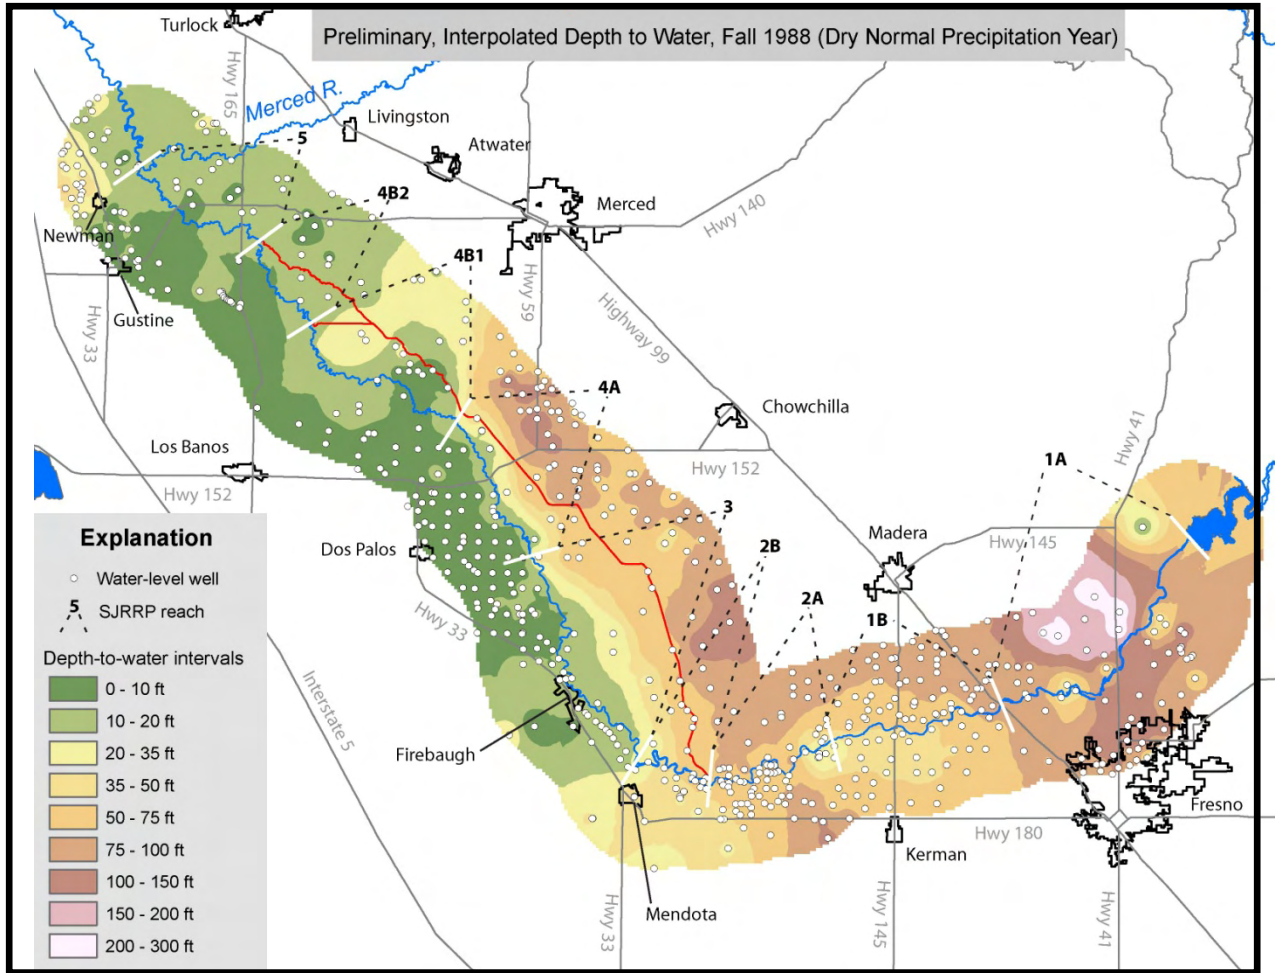 Preliminary, Interpolated Depth to Water, Fall 1988 (Dry Normal Precipitation Year)
Turlock
Hwy 165
Merced R.
Livingston
Atwater
Merced
Hwy 140
5
4B2
4B1
Newman
Gustine
Hwy 33
Hwy 59
Highway 99
4A
Chowchilla
Hwy 41
Los Banos
Hwy 152
Hwy 152
1A
3
2B
Madera
Hwy 145
Dos Palos
2A
1B
Hwy 33
Interstate 5
Firebaugh
Fresno
Hwy 180
Kerman
Mendota
Hwy 33
Hwy 145
Hwy 41
Explanation
Water-level well
5
SJRRP reach
Depth-to-water intervals
0 - 10 ft
10 - 20 ft
20 - 35 ft
35 - 50 ft
50 - 75 ft
75 - 100 ft
100 - 150 ft
150 - 200 ft
200 - 300 ft